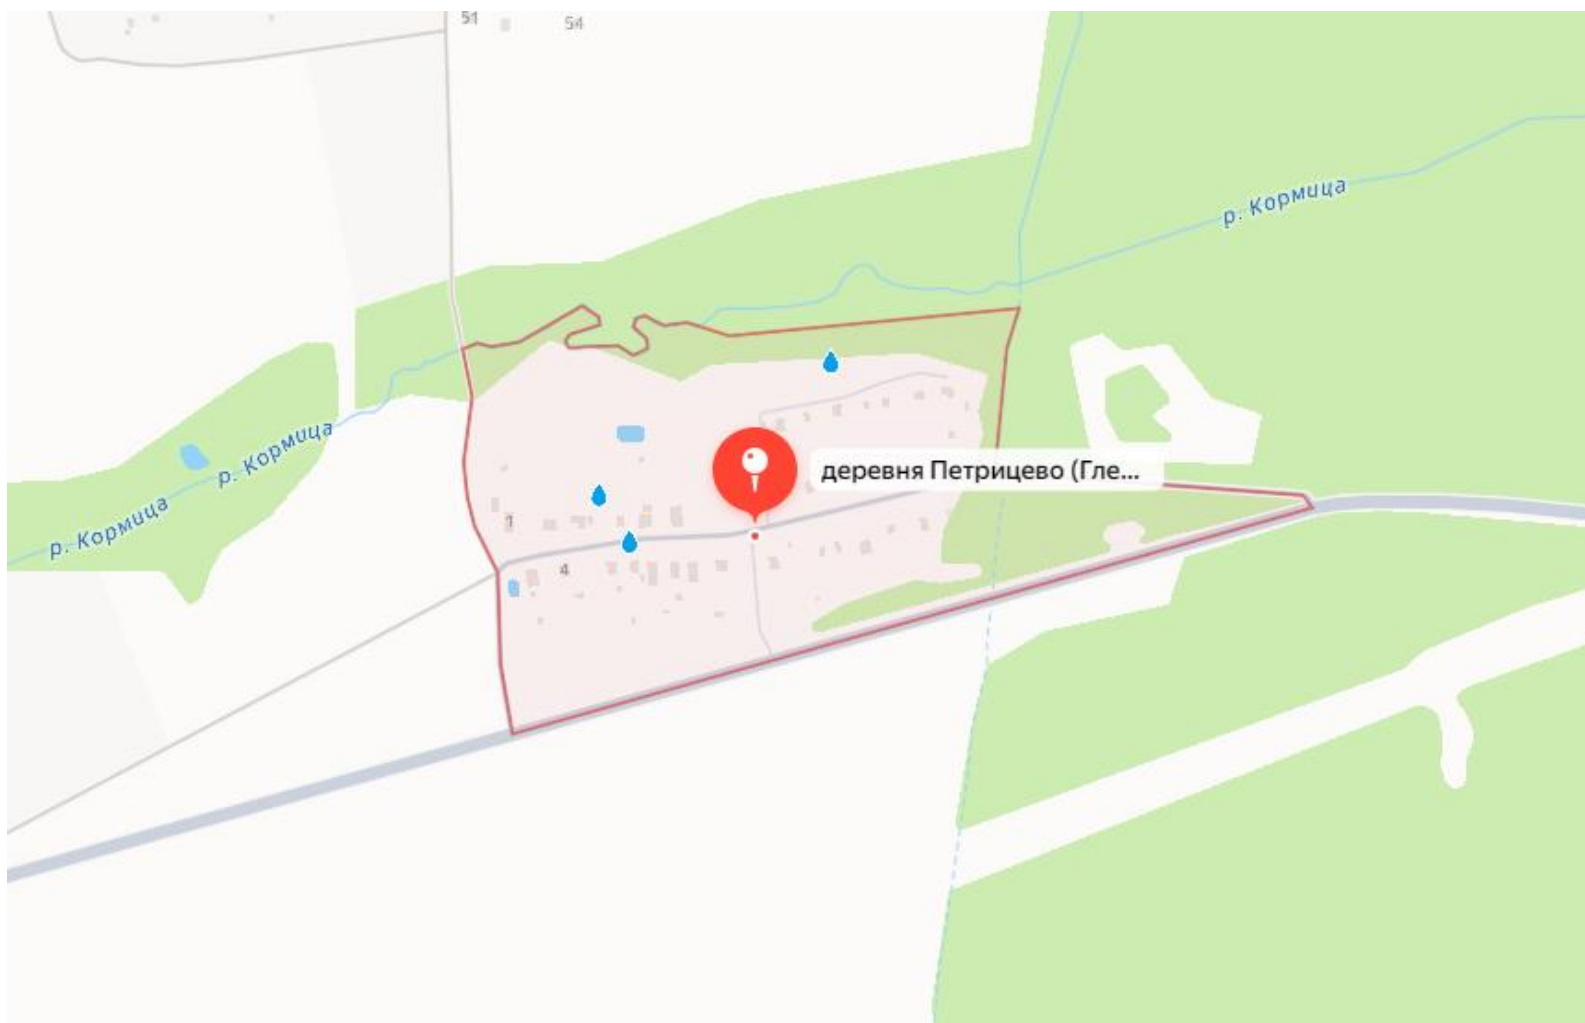 51
54
р. Кормица
р. Кормица
р. Кормица
деревня Петрицево (Гле...
1
4